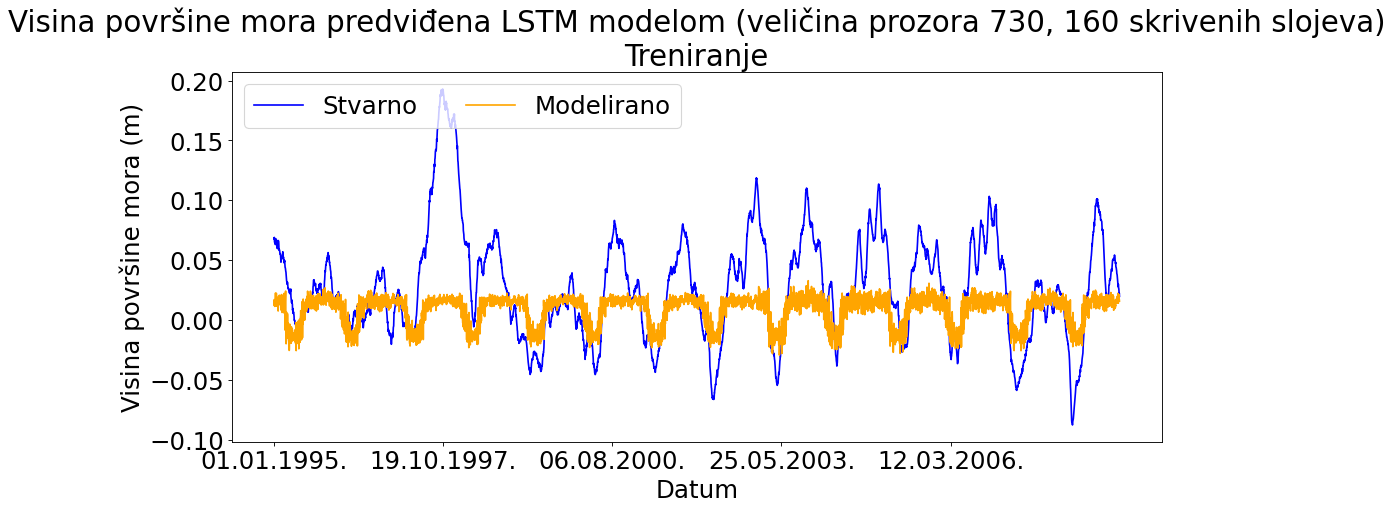 Visina površine mora predviđena LSTM modelom (veličina prozora 730, 160 skrivenih slojeva)
Treniranje
Stvarno Modelirano
0.20
0.15
0.10
0.05
0.00
−0.05
−0.10
Visina površine mora (m)
01.01.1995. 19.10.1997. 06.08.2000. 25.05.2003. 12.03.2006.
Datum